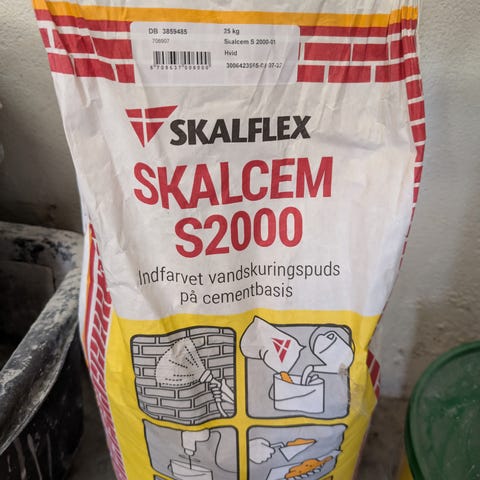 DB 3859485
25 kg
706907
Skalcem S 2000-01
Hvid
SKALFLEX
SKALCEM
S2000
Indfarvet vandskuringspuds
på cementbasis